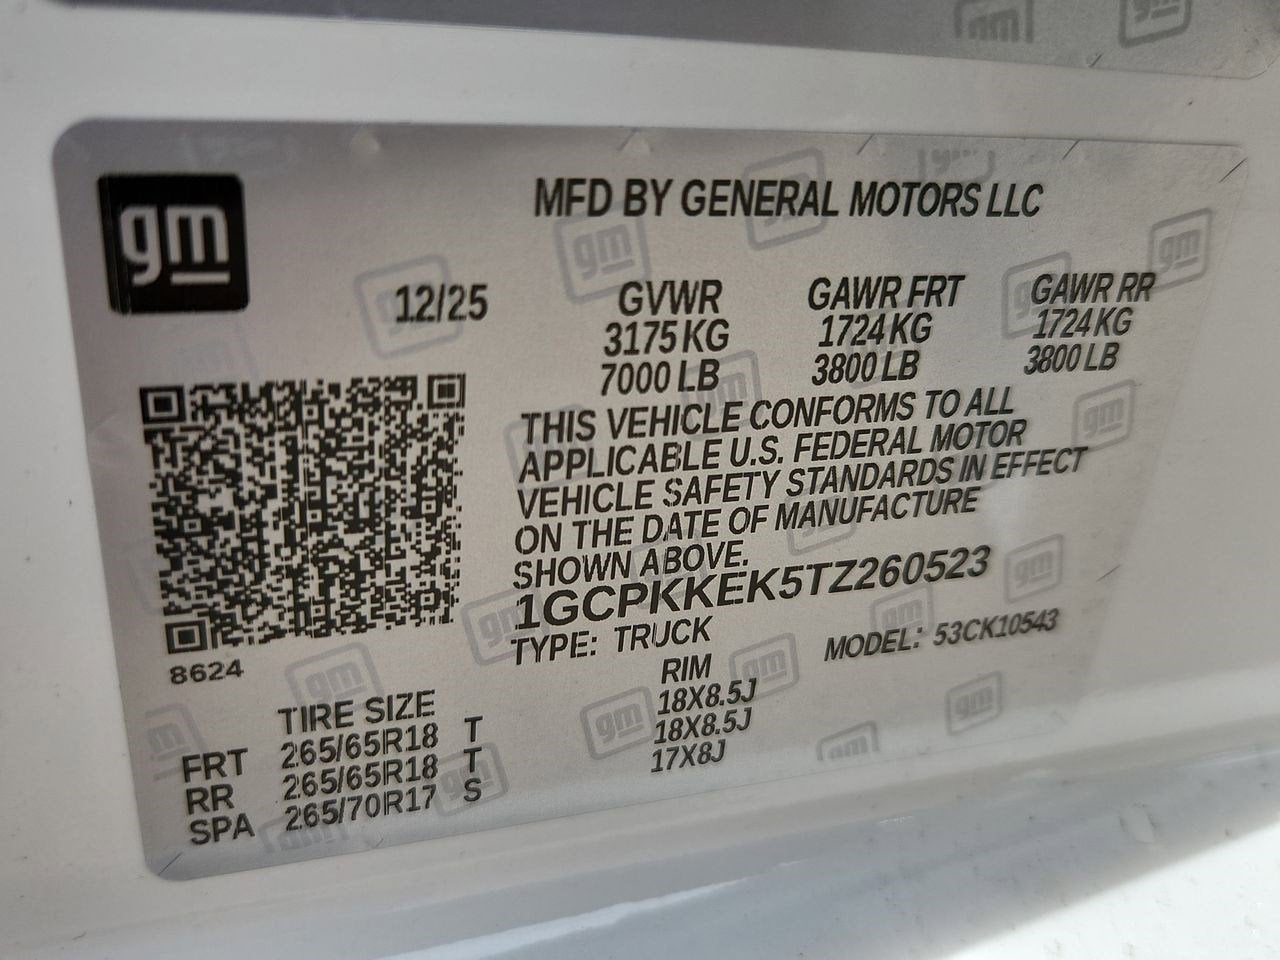 gm
MFD BY GENERAL MOTORS LLC
12/25
GVWR GAWR FRT GAWR RR
3175 KG 1724 KG 1724 KG
7000 LB 3800 LB 3800 LB
THIS VEHICLE CONFORMS TO ALL
APPLICABLE U.S. FEDERAL MOTOR
VEHICLE SAFETY STANDARDS IN EFFECT
ON THE DATE OF MANUFACTURE
SHOWN ABOVE.
1GCPKKEK5TZ260523
TYPE: TRUCK MODEL: 53CK10543
8624
TIRE SIZE RIM
FRT 265/65R18 T 18X8.5J
RR 265/65R18 T 18X8.5J
SPA 265/70R17 S 17X8J